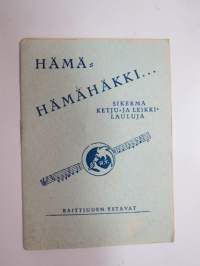 HÄMÄ-
HÄMÄHÄKKI...
SIKERMÄ
KETJU- JA LEIKKI-
LAULUJA
RAITTIUDEN YSTÄVÄT